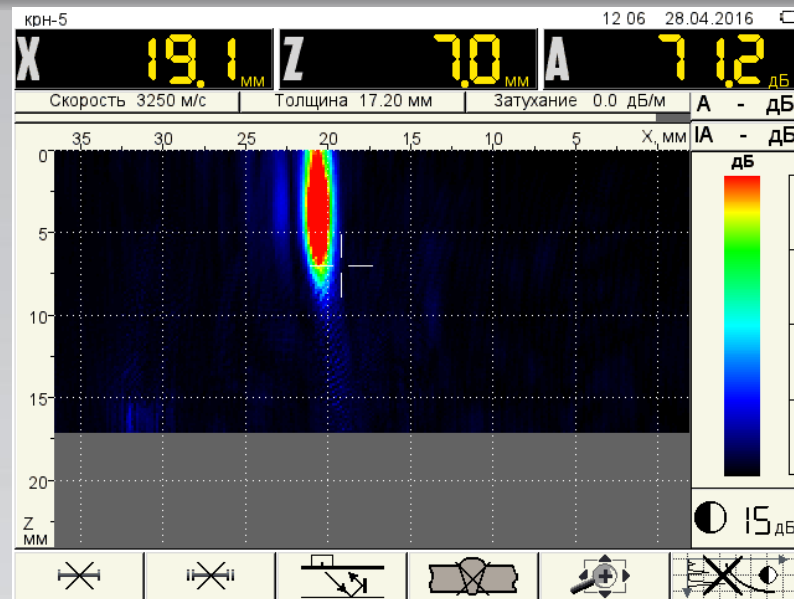 крн-5 12 06 28.04.2016
X 19.1 мм Z 7.0 мм A 71.2 дБ
Скорость 3250 м/с Толщина 17.20 мм Затухание 0.0 дБ/м A - дБ
IA - дБ
35 30 25 20 15 10 5 X, мм
дБ
0
5
10
15
20
Z
мм
15 дБ